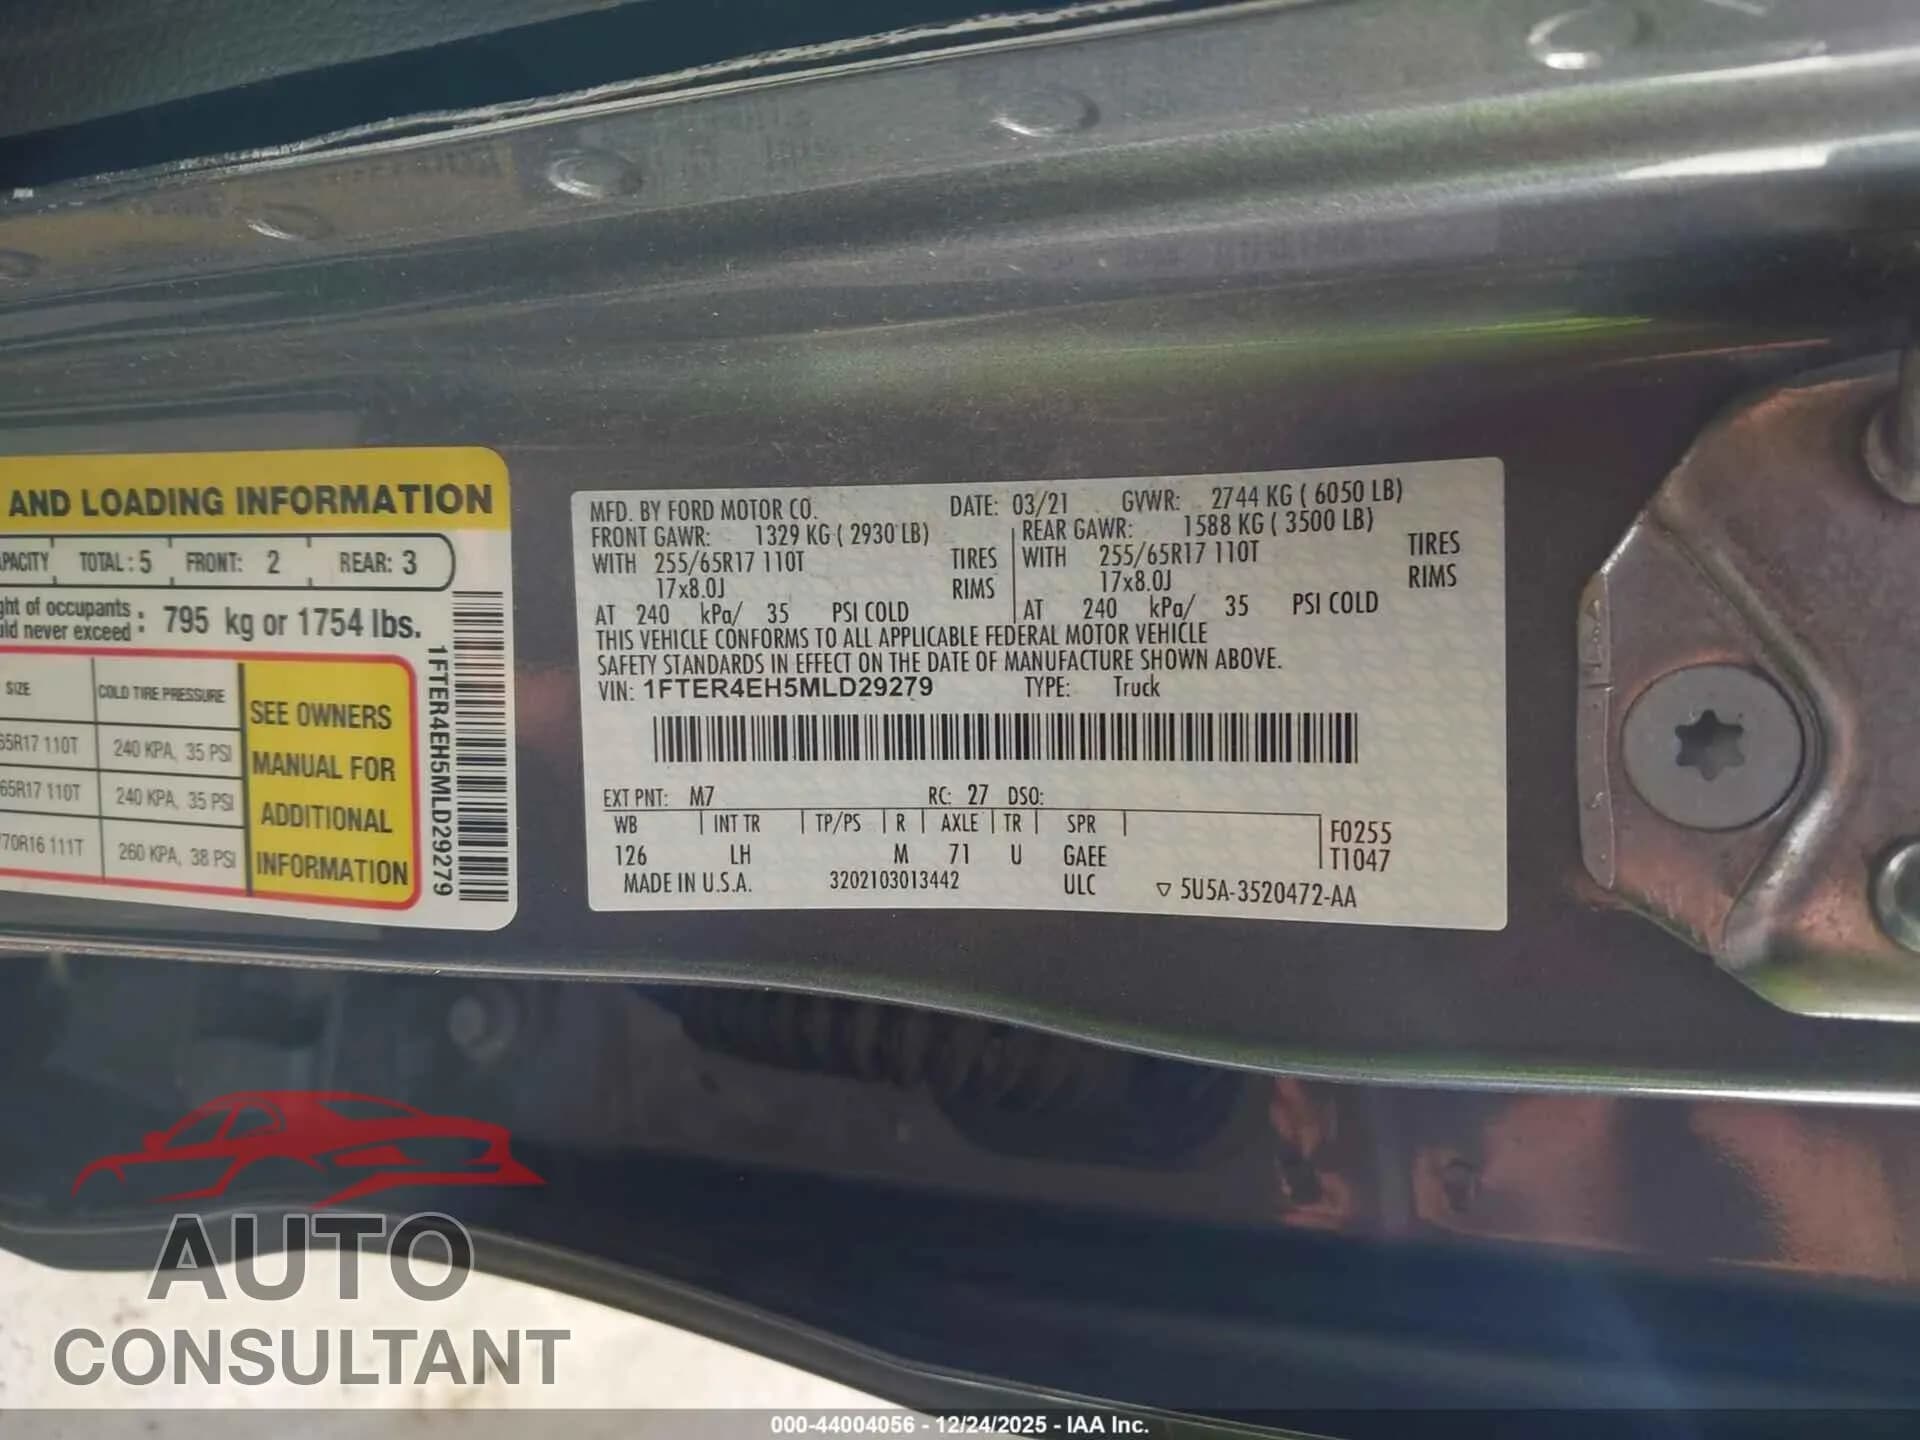 AND LOADING INFORMATION
TOTAL: 5 FRONT: 2 REAR: 3
of occupants : 795 kg or 1754 lbs.
never exceed
SIZE COLD TIRE PRESSURE
65R17 110T 240 KPA, 35 PSI
65R17 110T 240 KPA, 35 PSI
70R16 111T 260 KPA, 38 PSI
SEE OWNERS
MANUAL FOR
ADDITIONAL
INFORMATION
1FTER4EH5MLD29279
MFD. BY FORD MOTOR CO. DATE: 03/21 GVWR: 2744 KG ( 6050 LB)
FRONT GAWR: 1329 KG ( 2930 LB) REAR GAWR: 1588 KG ( 3500 LB)
WITH 255/65R17 110T TIRES WITH 255/65R17 110T TIRES
17x8.0J RIMS 17x8.0J RIMS
AT 240 kPa/ 35 PSI COLD AT 240 kPa/ 35 PSI COLD
THIS VEHICLE CONFORMS TO ALL APPLICABLE FEDERAL MOTOR VEHICLE
SAFETY STANDARDS IN EFFECT ON THE DATE OF MANUFACTURE SHOWN ABOVE.
VIN: 1FTER4EH5MLD29279 TYPE: Truck
EXT PNT: M7 RC: 27 DSO:
WB INT TR TP/PS R AXLE TR SPR F0255
126 LH M 71 U GAEE T1047
MADE IN U.S.A. 3202103013442 ULC ▽ 5U5A-3520472-AA
AUTO
CONSULTANT
000-44004056 - 12/24/2025 - IAA Inc.